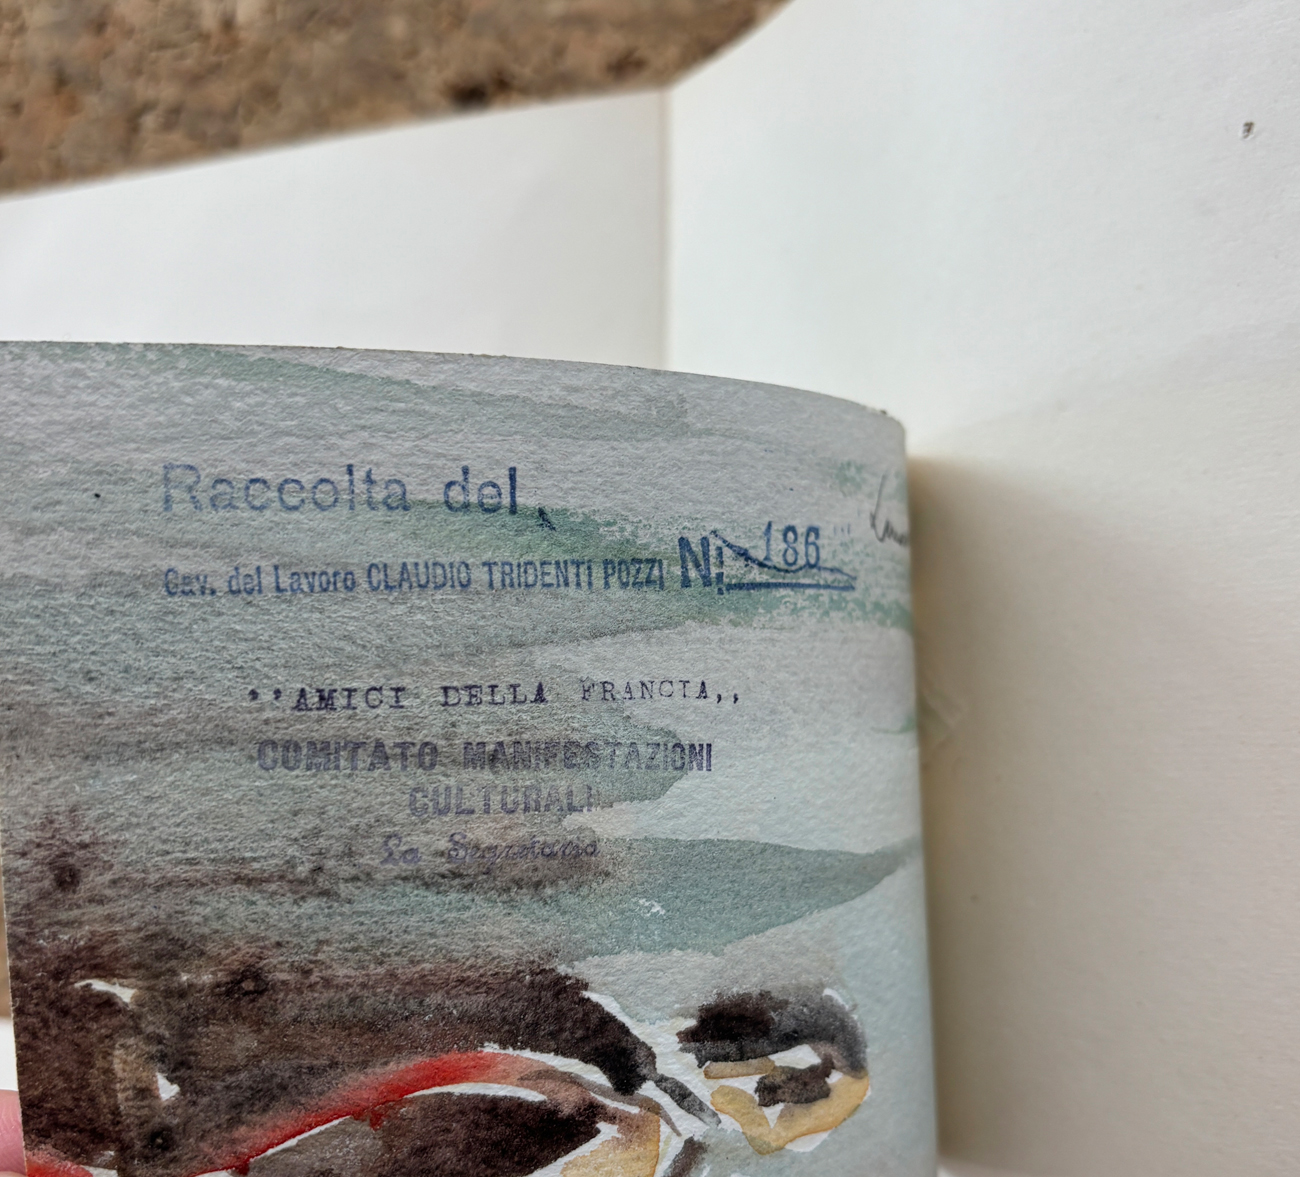 Raccolta del
Cav. del Lavoro CLAUDIO TRIDENTI POZZI N. 186
''AMICI DELLA FRANCIA,,
COMITATO MANIFESTAZIONI
CULTURALI